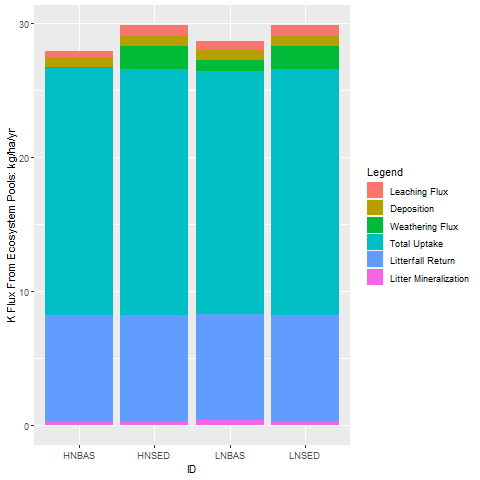 K Flux From Ecosystem Pools: kg/ha/yr
30
20
10
0
HNBAS
HNSED
LNBAS
LNSED
ID
Legend
Leaching Flux
Deposition
Weathering Flux
Total Uptake
Litterfall Return
Litter Mineralization